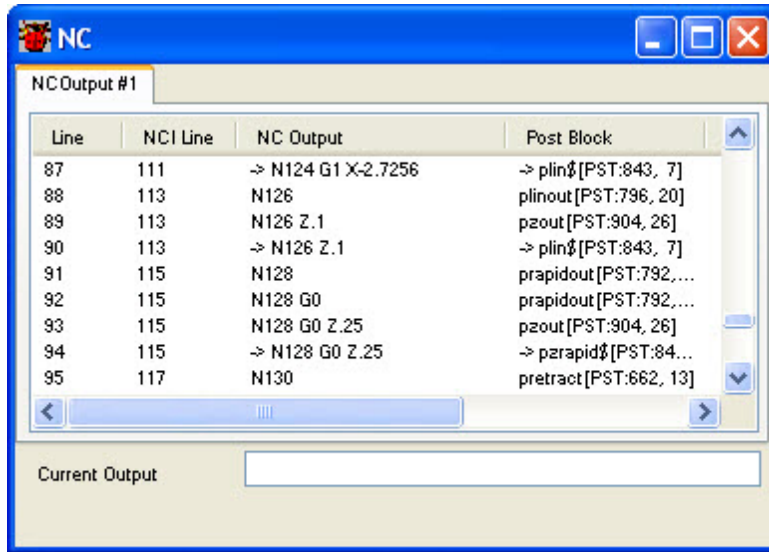 NC
NCOutput #1
Line NCI Line NC Output Post Block
87 111 -> N124 G1 X-2.7256 -> plin$[PST:843, 7]
88 113 N126 plinout[PST:796, 20]
89 113 N126 Z.1 pzout[PST:904, 26]
90 113 -> N126 Z.1 -> plin$[PST:843, 7]
91 115 N128 prapidout[PST:792,...
92 115 N128 G0 prapidout[PST:792,...
93 115 N128 G0 Z.25 pzout[PST:904, 26]
94 115 -> N128 G0 Z.25 -> pzrapid$[PST:84...
95 117 N130 pretract[PST:662, 13]
Current Output